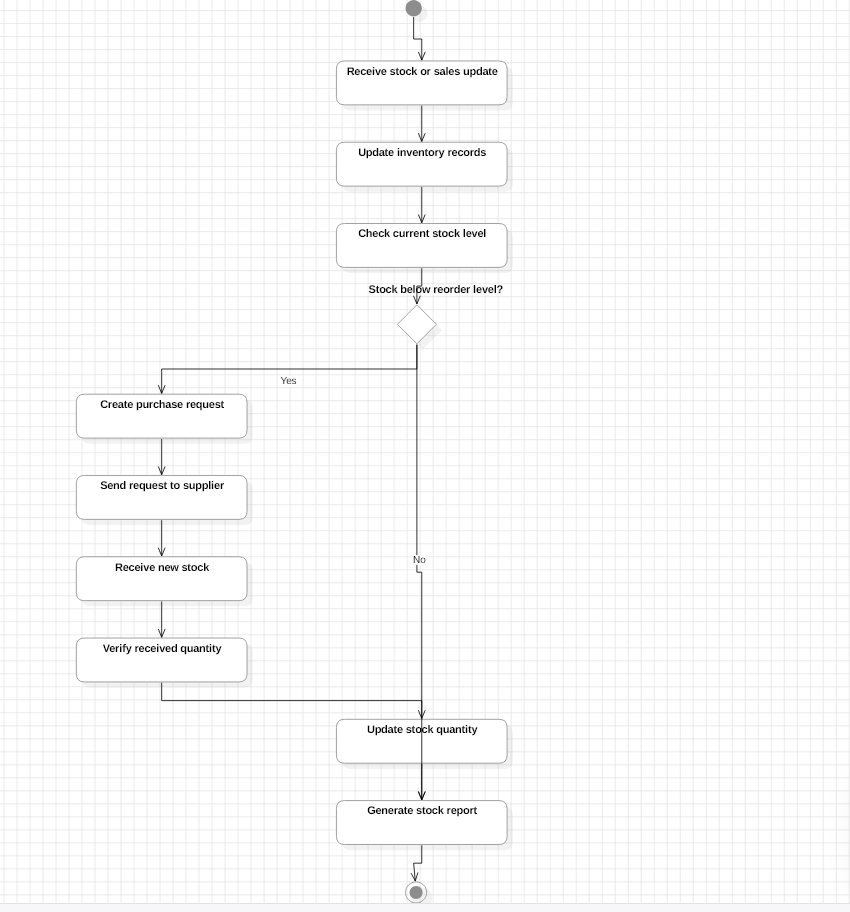 Receive stock or sales update
Update inventory records
Check current stock level
Stock below reorder level?
Yes
Create purchase request
Send request to supplier
No
Receive new stock
Verify received quantity
Update stock quantity
Generate stock report